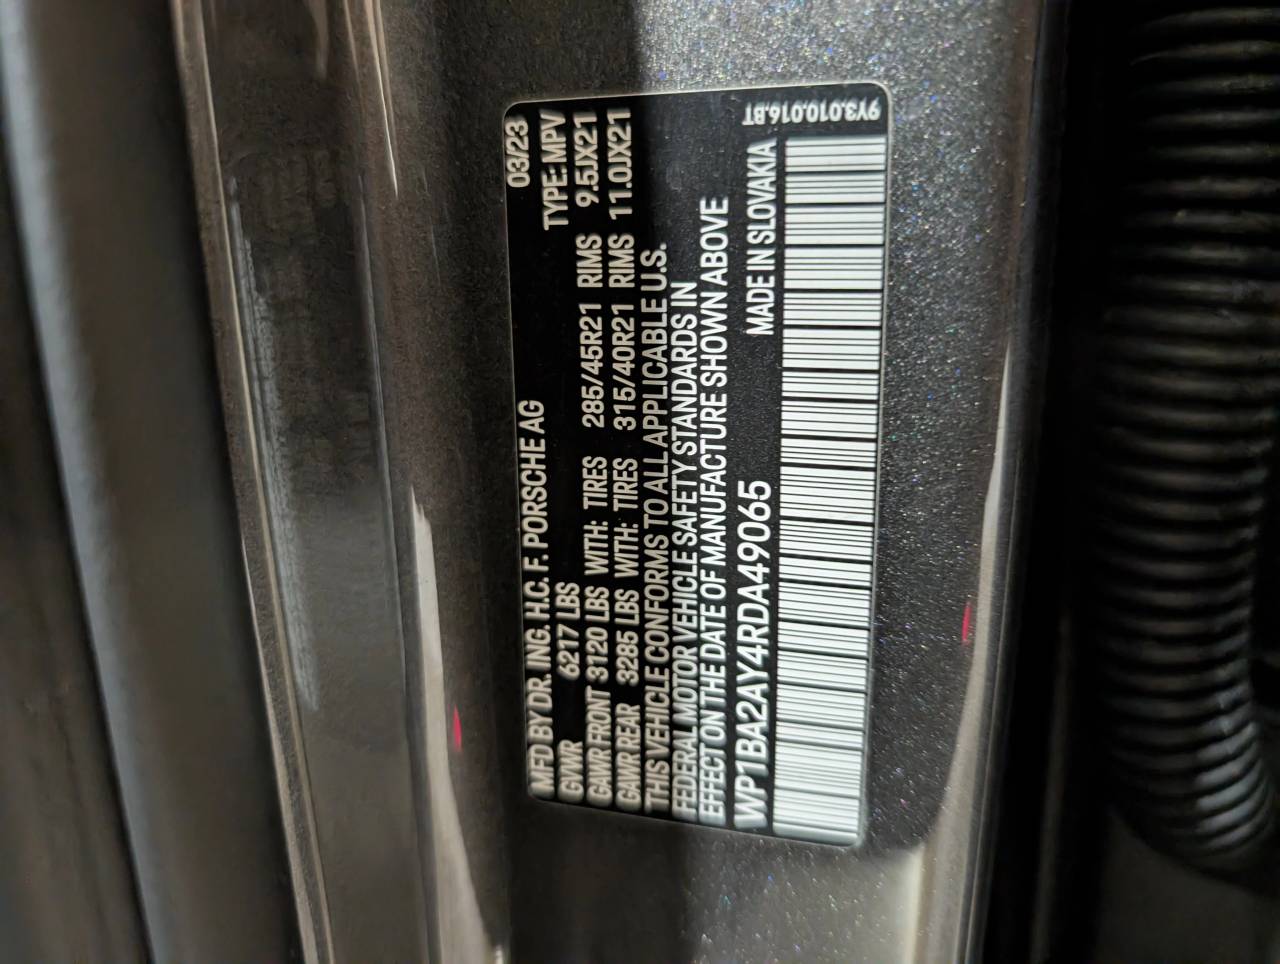 MFD BY DR. ING. H.C. F. PORSCHE AG 03/23
GVWR 6217 LBS TYPE: MPV
GAWR FRONT 3120 LBS WITH: TIRES 285/45R21 RIMS 9.5JX21
GAWR REAR 3285 LBS WITH: TIRES 315/40R21 RIMS 11.0JX21
THIS VEHICLE CONFORMS TO ALL APPLICABLE U.S.
FEDERAL MOTOR VEHICLE SAFETY STANDARDS IN
EFFECT ON THE DATE OF MANUFACTURE SHOWN ABOVE
WP1BA2AY4RDA49065 MADE IN SLOVAKIA
9Y3.010.016.BT